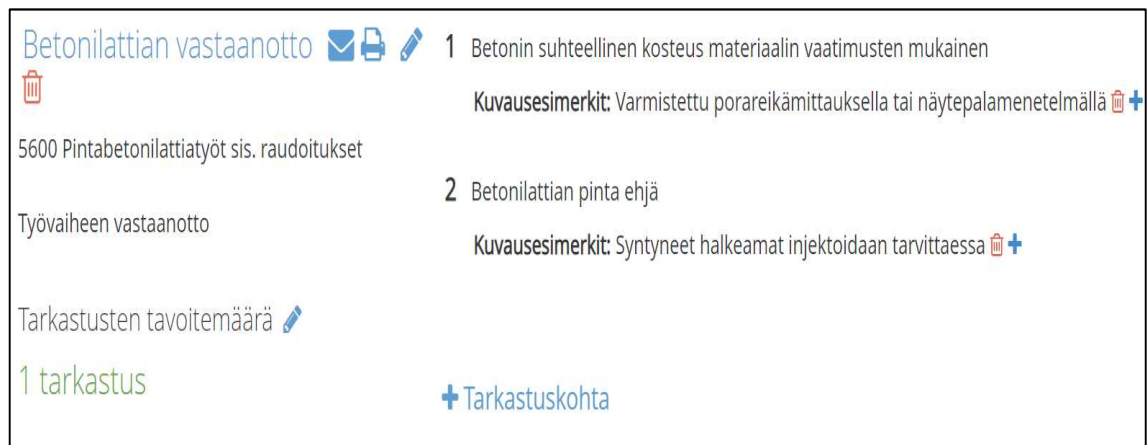 Betonilattian vastaanotto
5600 Pintabetonilattiatyöt sis. raudoitukset
Työvaiheen vastaanotto
Tarkastusten tavoitemäärä
1 tarkastus
1 Betonin suhteellinen kosteus materiaalin vaatimusten mukainen
Kuvausesimerkit: Varmistettu porareikämittauksella tai näytepalamenetelmällä
2 Betonilattian pinta ehjä
Kuvausesimerkit: Syntyneet halkeamat injektoidaan tarvittaessa
+ Tarkastuskohta